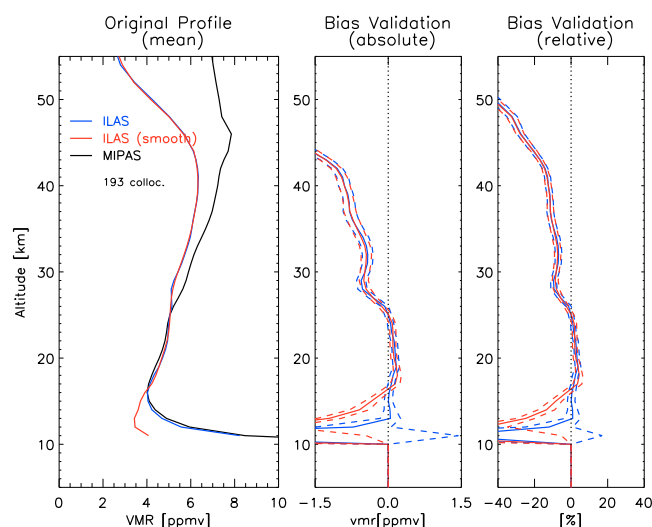 Original Profile
(mean)
Bias Validation
(absolute)
Bias Validation
(relative)
ILAS
ILAS (smooth)
MIPAS
193 colloc.
Altitude [km]
50
40
30
20
10
50
40
30
20
10
50
40
30
20
10
0 2 4 6 8 10
VMR [ppmv]
−1.5 0.0 1.5
vmr[ppmv]
−40 −20 0 20 40
[%]